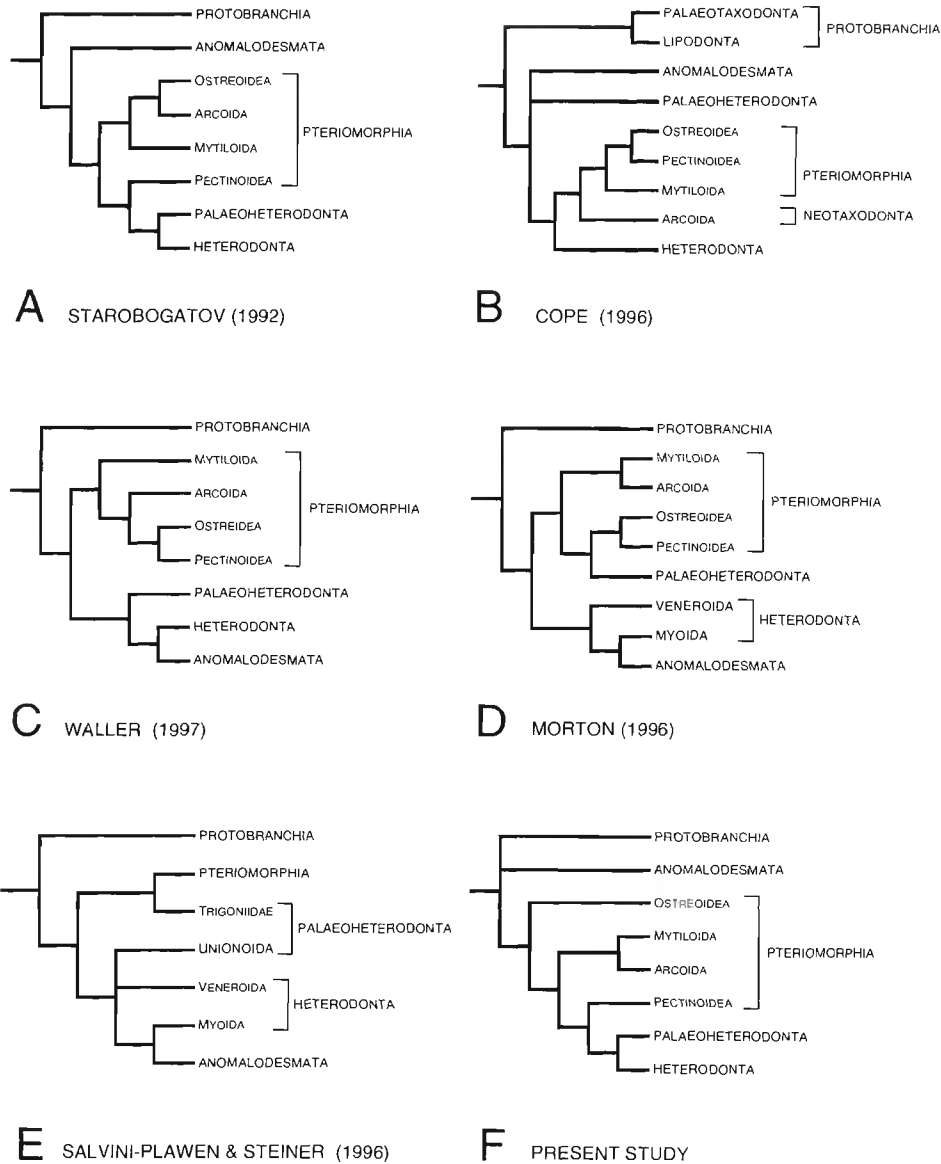 PROTOBRANCHIA
ANOMALODESMATA
OSTREOIDEA
ARCOIDA
MYTILOIDA
PECTINOIDEA
PALAEOHETERODONTA
HETERODONTA
PTERIOMORPHIA
A STAROBOGATOV (1992)
PALAEOTAXODONTA
LIPODONTA
PROTOBRANCHIA
ANOMALODESMATA
PALAEOHETERODONTA
OSTREOIDEA
PECTINOIDEA
MYTILOIDA
PTERIOMORPHIA
ARCOIDA
NEOTAXODONTA
HETERODONTA
B COPE (1996)
PROTOBRANCHIA
MYTILOIDA
ARCOIDA
OSTREIDEA
PECTINOIDEA
PTERIOMORPHIA
PALAEOHETERODONTA
HETERODONTA
ANOMALODESMATA
C WALLER (1997)
PROTOBRANCHIA
MYTILOIDA
ARCOIDA
OSTREOIDEA
PECTINOIDEA
PTERIOMORPHIA
PALAEOHETERODONTA
VENEROIDA
MYOIDA
HETERODONTA
ANOMALODESMATA
D MORTON (1996)
PROTOBRANCHIA
PTERIOMORPHIA
TRIGONIIDAE
UNIONOIDA
PALAEOHETERODONTA
VENEROIDA
MYOIDA
HETERODONTA
ANOMALODESMATA
E SALVINI-PLAWEN & STEINER (1996)
PROTOBRANCHIA
ANOMALODESMATA
OSTREOIDEA
MYTILOIDA
ARCOIDA
PECTINOIDEA
PTERIOMORPHIA
PALAEOHETERODONTA
HETERODONTA
F PRESENT STUDY